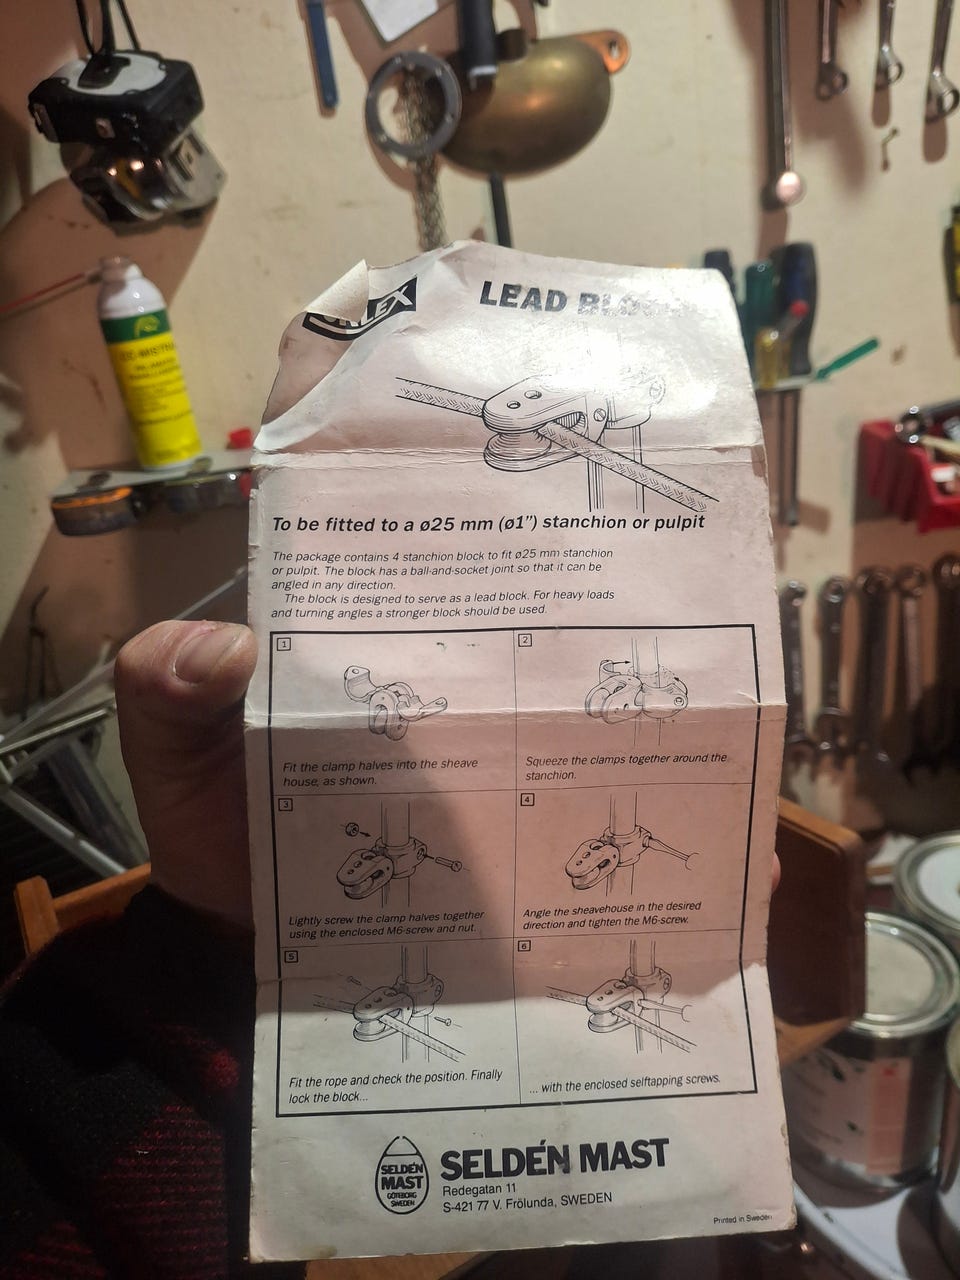 LEAD
To be fitted to a ø25 mm (ø1”) stanchion or pulpit
The package contains 4 stanchion block to fit ø25 mm stanchion
or pulpit. The block has a ball-and-socket joint so that it can be
angled in any direction.
The block is designed to serve as a lead block. For heavy loads
and turning angles a stronger block should be used.
1
Fit the clamp halves into the sheave
house, as shown.
2
Squeeze the clamps together around the
stanchion.
3
Lightly screw the clamp halves together
using the enclosed M6-screw and nut.
4
Angle the sheavehouse in the desired
direction and tighten the M6-screw.
5
Fit the rope and check the position. Finally
lock the block...
6
... with the enclosed selftapping screws.
SELDÉN
MAST
GÖTEBORG
SWEDEN
SELDÉN MAST
Redegatan 11
S-421 77 V. Frölunda, SWEDEN
Printed in Sweden